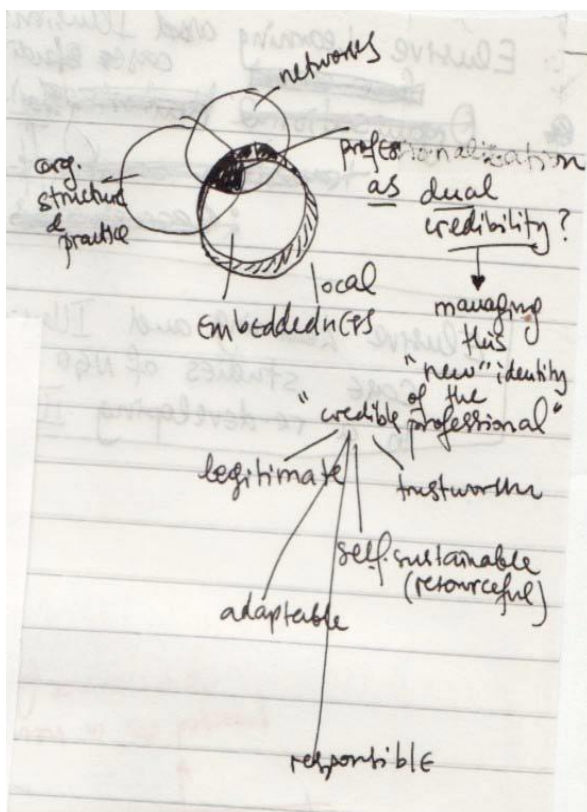 networks
org.
structure
& practice
professionalization
as dual
credibility?
local
EmbeddednEss
managing
this
"new" identity
of the
"credible professional"
legitimate
trustworthy
self-sustainable
(resourceful)
adaptable
responsiblE